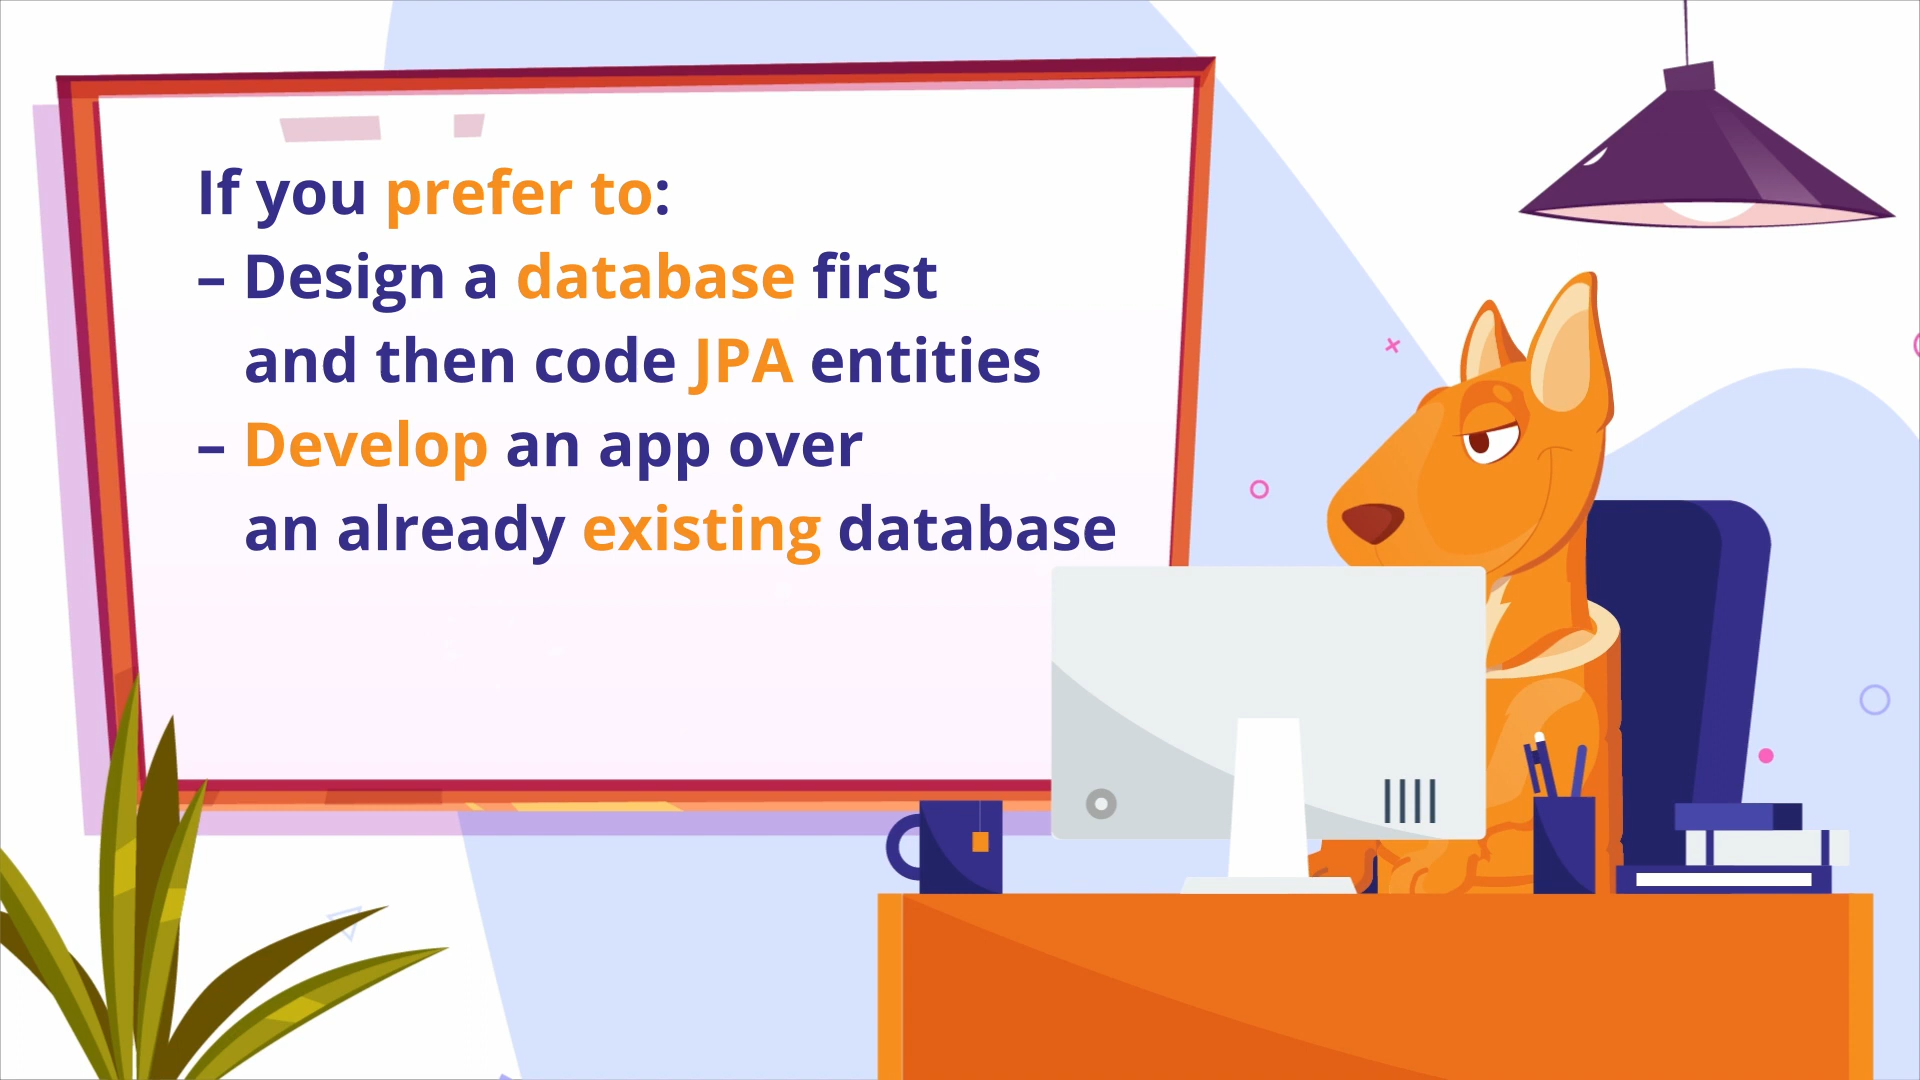 If you prefer to:
– Design a database first
and then code JPA entities
– Develop an app over
an already existing database